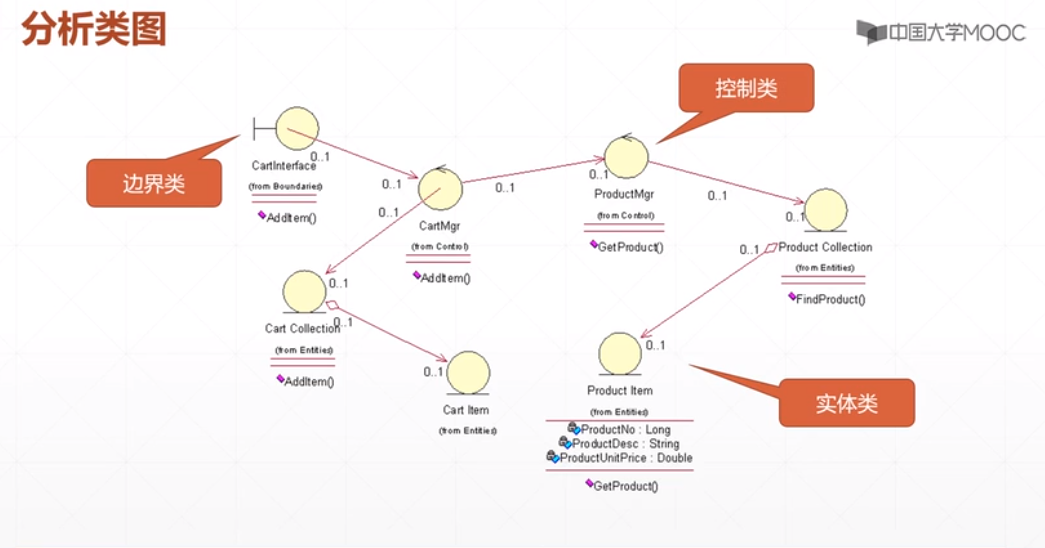 分析类图
中国大学MOOC
控制类
边界类
CartInterface
(from Boundaries)
AddItem()
0..1
0..1
CartMgr
(from Control)
AddItem()
0..1
0..1
0..1
ProductMgr
(from Control)
GetProduct()
0..1
0..1
Product Collection
(from Entities)
FindProduct()
0..1
0..1
Cart Collection
(from Entities)
AddItem()
0..1
0..1
Cart Item
(from Entities)
0..1
Product Item
(from Entities)
ProductNo : Long
ProductDesc : String
ProductUnitPrice : Double
GetProduct()
0..1
实体类